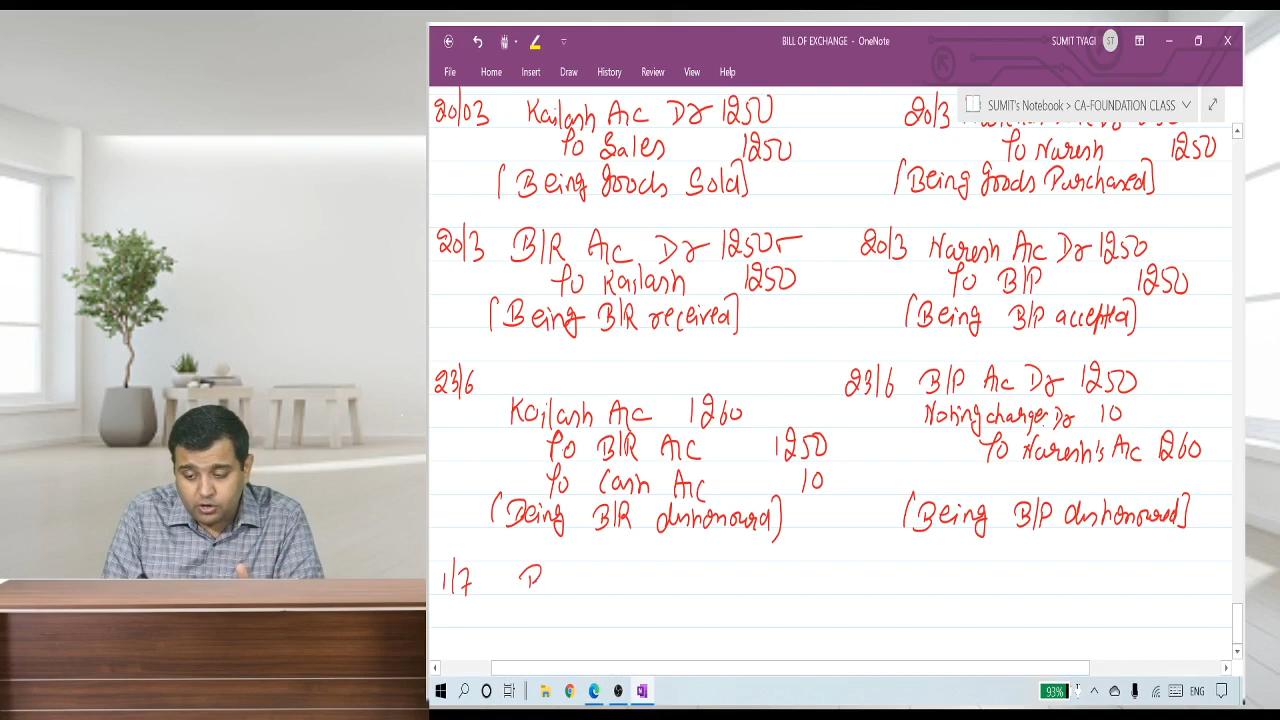 BILL OF EXCHANGE - OneNote
SUMIT TYAGI ST
File Home Insert Draw History Review View Help
SUMIT's Notebook > CA-FOUNDATION CLASS
20/03 Kailash A/C Dr 1250
To Sales 1250
[Being Goods Sold]
20/3
To Naresh 1250
[Being Goods Purchased]
20/3 B/R A/C Dr 1250
To Kailash 1250
[Being B/R received]
20/3 Naresh A/C Dr 1250
To B/P 1250
[Being B/P accepted]
23/6
Kailash A/C 1260
To B/R A/C 1250
To Cash A/C 10
(Being B/R dishonoured)
23/6 B/P A/C Dr 1250
Noting charges Dr 10
To Naresh's A/C 1260
(Being B/P dishonoured]
1/7
93%
ENG